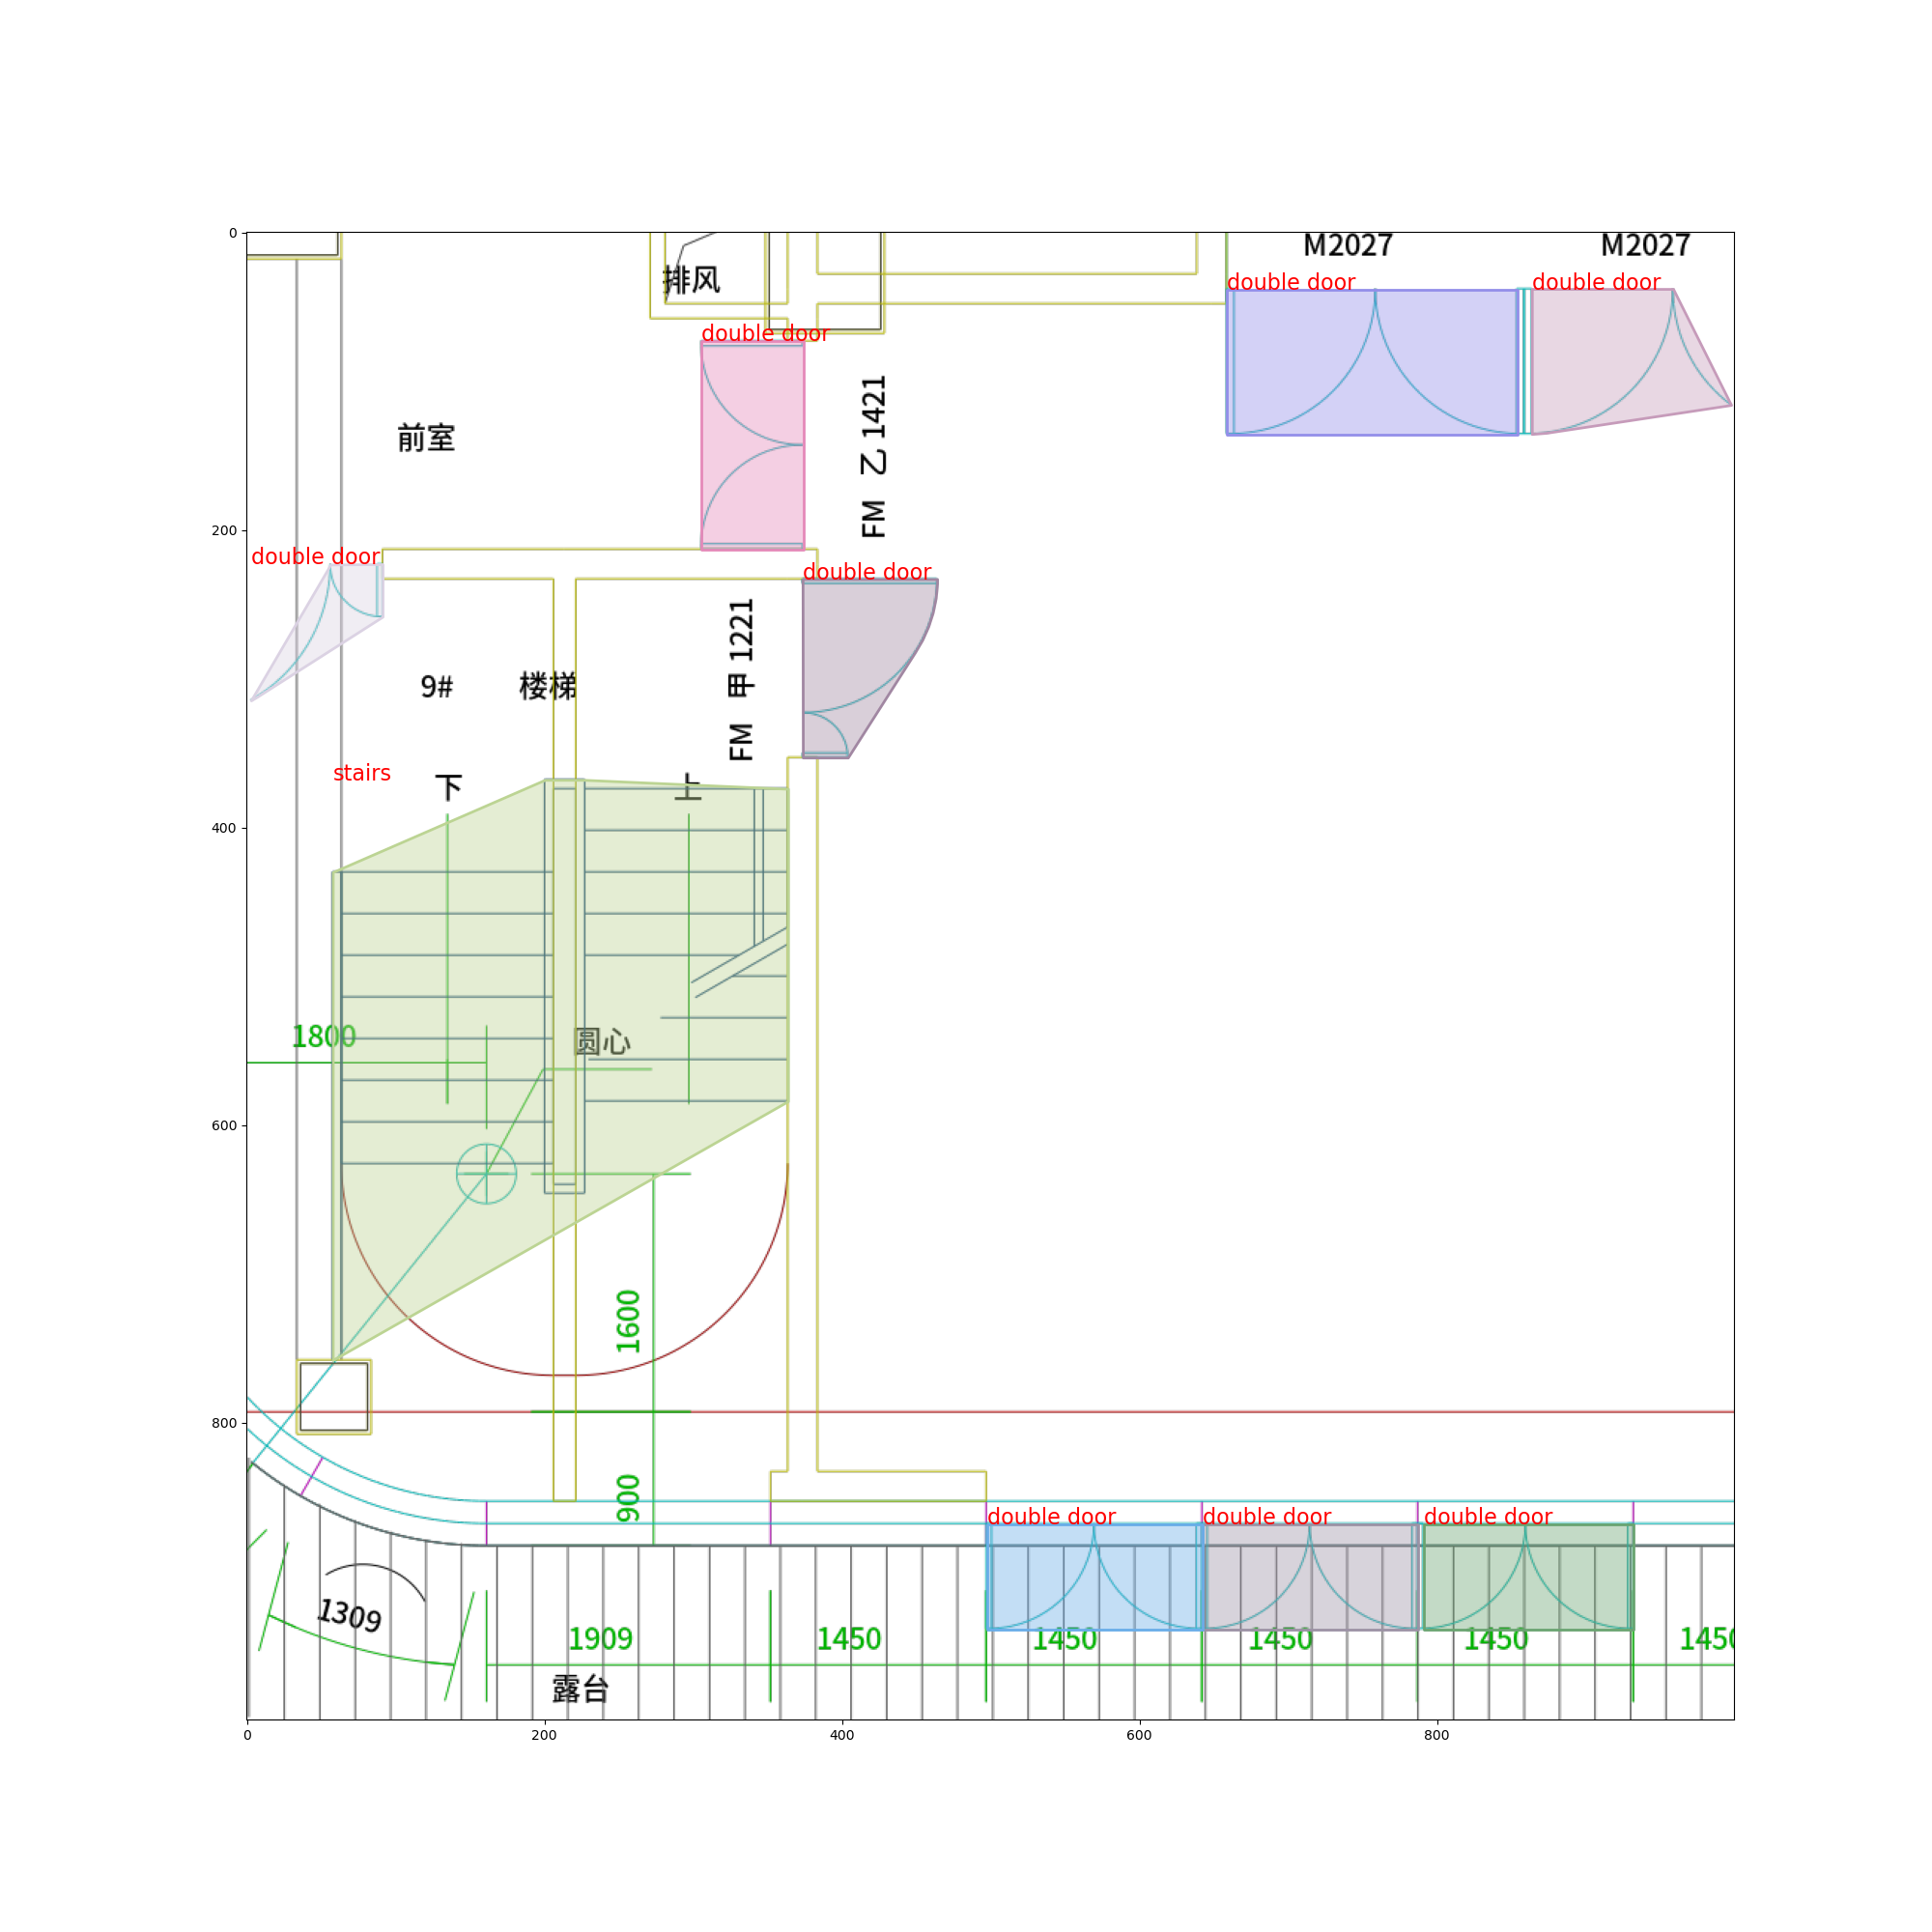 M2027
M2027
排风
double door
double door
double door
前室
FM 乙 1421
double door
double door
FM 甲 1221
9# 楼梯
stairs
下
上
1800
圆心
1600
900
double door
double door
double door
1309
1909
1450
1450
1450
1450
1450
露台
0
200
400
600
800
0
200
400
600
800